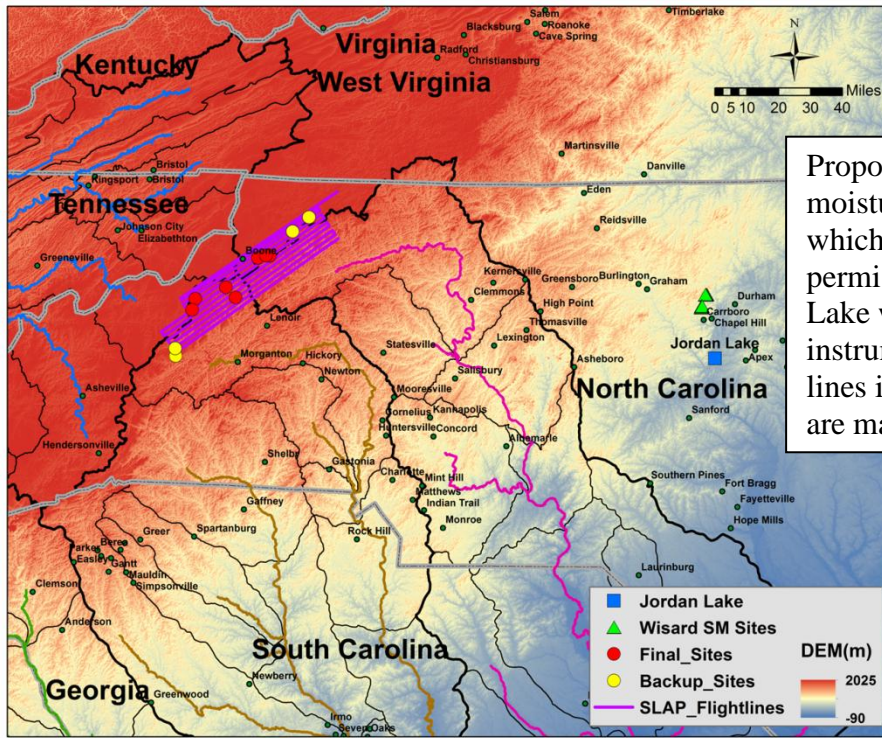 Salem
Timberlake
Blacksburg
Roanoke
Cave Spring
Virginia
Radford
Christiansburg
Kentucky
West Virginia
N
Miles
0 5 10 20 30 40
Martinsville
Danville
Bristol
Kingsport
Bristol
Eden
Tennessee
Reidsville
Johnson City
Elizabethton
Greeneville
Boone
Kernersville
Greensboro
Burlington
Graham
Clemmons
High Point
Durham
Carrboro
Chapel Hill
Thomasville
Lenoir
Lexington
Jordan Lake
Apex
Statesville
Morganton
Hickory
Newton
Salisbury
Asheboro
Asheville
Mooresville
North Carolina
Sanford
Cornelius
Kannapolis
Huntersville
Concord
Albemarle
Hendersonville
Shelby
Gastonia
Charlotte
Mint Hill
Southern Pines
Fort Bragg
Matthews
Indian Trail
Fayetteville
Gaffney
Monroe
Hope Mills
Rock Hill
Spartanburg
Greer
Berea
Parker
Easley
Gantt
Mauldin
Simpsonville
Laurinburg
Clemson
Anderson
South Carolina
Newberry
Georgia
Greenwood
Irmo
Seven Oaks
Propo
moistu
which
permi
Lake v
instrum
lines i
are ma
Jordan Lake
Wisard SM Sites
Final_Sites
Backup_Sites
SLAP_Flightlines
DEM(m)
2025
-90